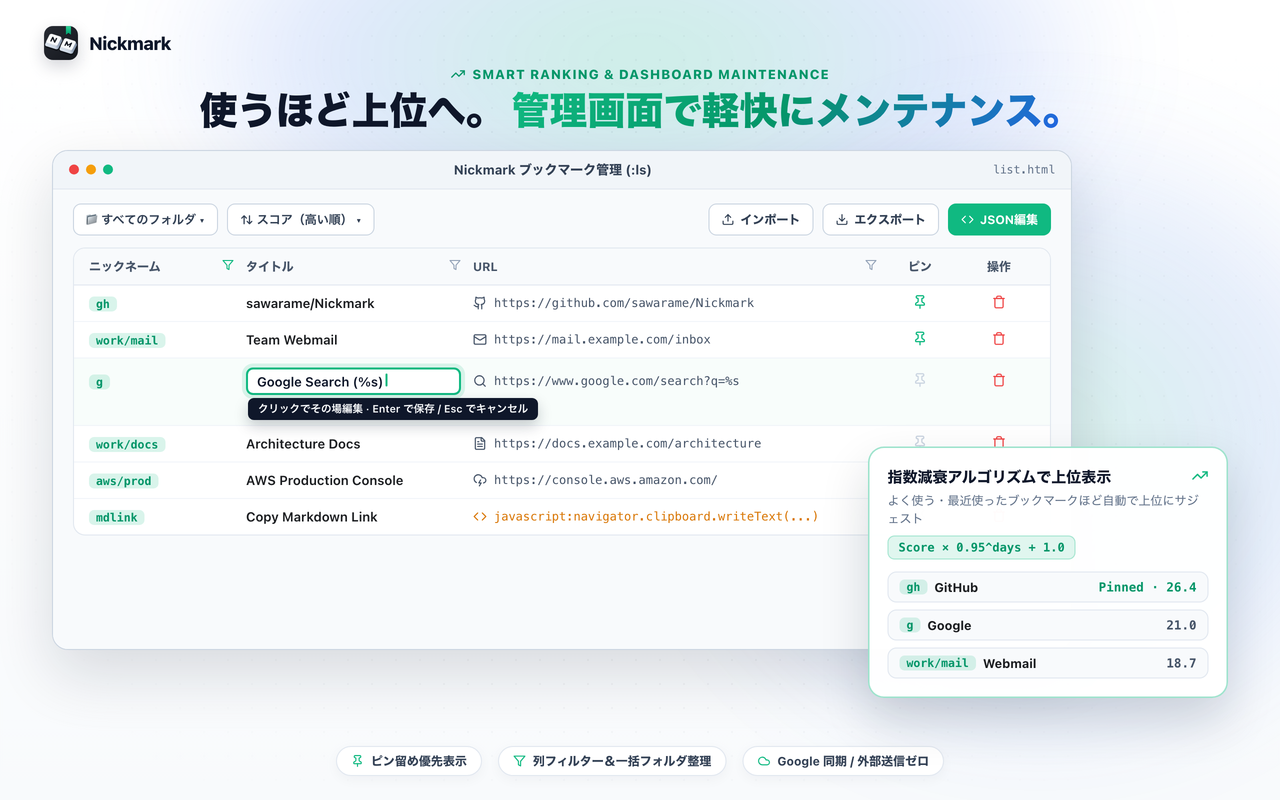 Nickmark
SMART RANKING & DASHBOARD MAINTENANCE
使うほど上位へ。管理画面で軽快にメンテナンス。
Nickmark ブックマーク管理 (:ls)
list.html
すべてのフォルダ ▾
スコア（高い順） ▾
インポート
エクスポート
JSON編集
ニックネーム タイトル URL ピン 操作
gh sawarame/Nickmark https://github.com/sawarame/Nickmark
work/mail Team Webmail https://mail.example.com/inbox
g Google Search (%s) https://www.google.com/search?q=%s
クリックでその場編集 · Enter で保存 / Esc でキャンセル
work/docs Architecture Docs https://docs.example.com/architecture
aws/prod AWS Production Console https://console.aws.amazon.com/
mdlink Copy Markdown Link javascript:navigator.clipboard.writeText(...)
指数減衰アルゴリズムで上位表示
よく使う・最近使ったブックマークほど自動で上位にサジ
ェスト
Score × 0.95^days + 1.0
gh GitHub Pinned · 26.4
g Google 21.0
work/mail Webmail 18.7
ピン留め優先表示
列フィルター＆一括フォルダ整理
Google 同期 / 外部送信ゼロ